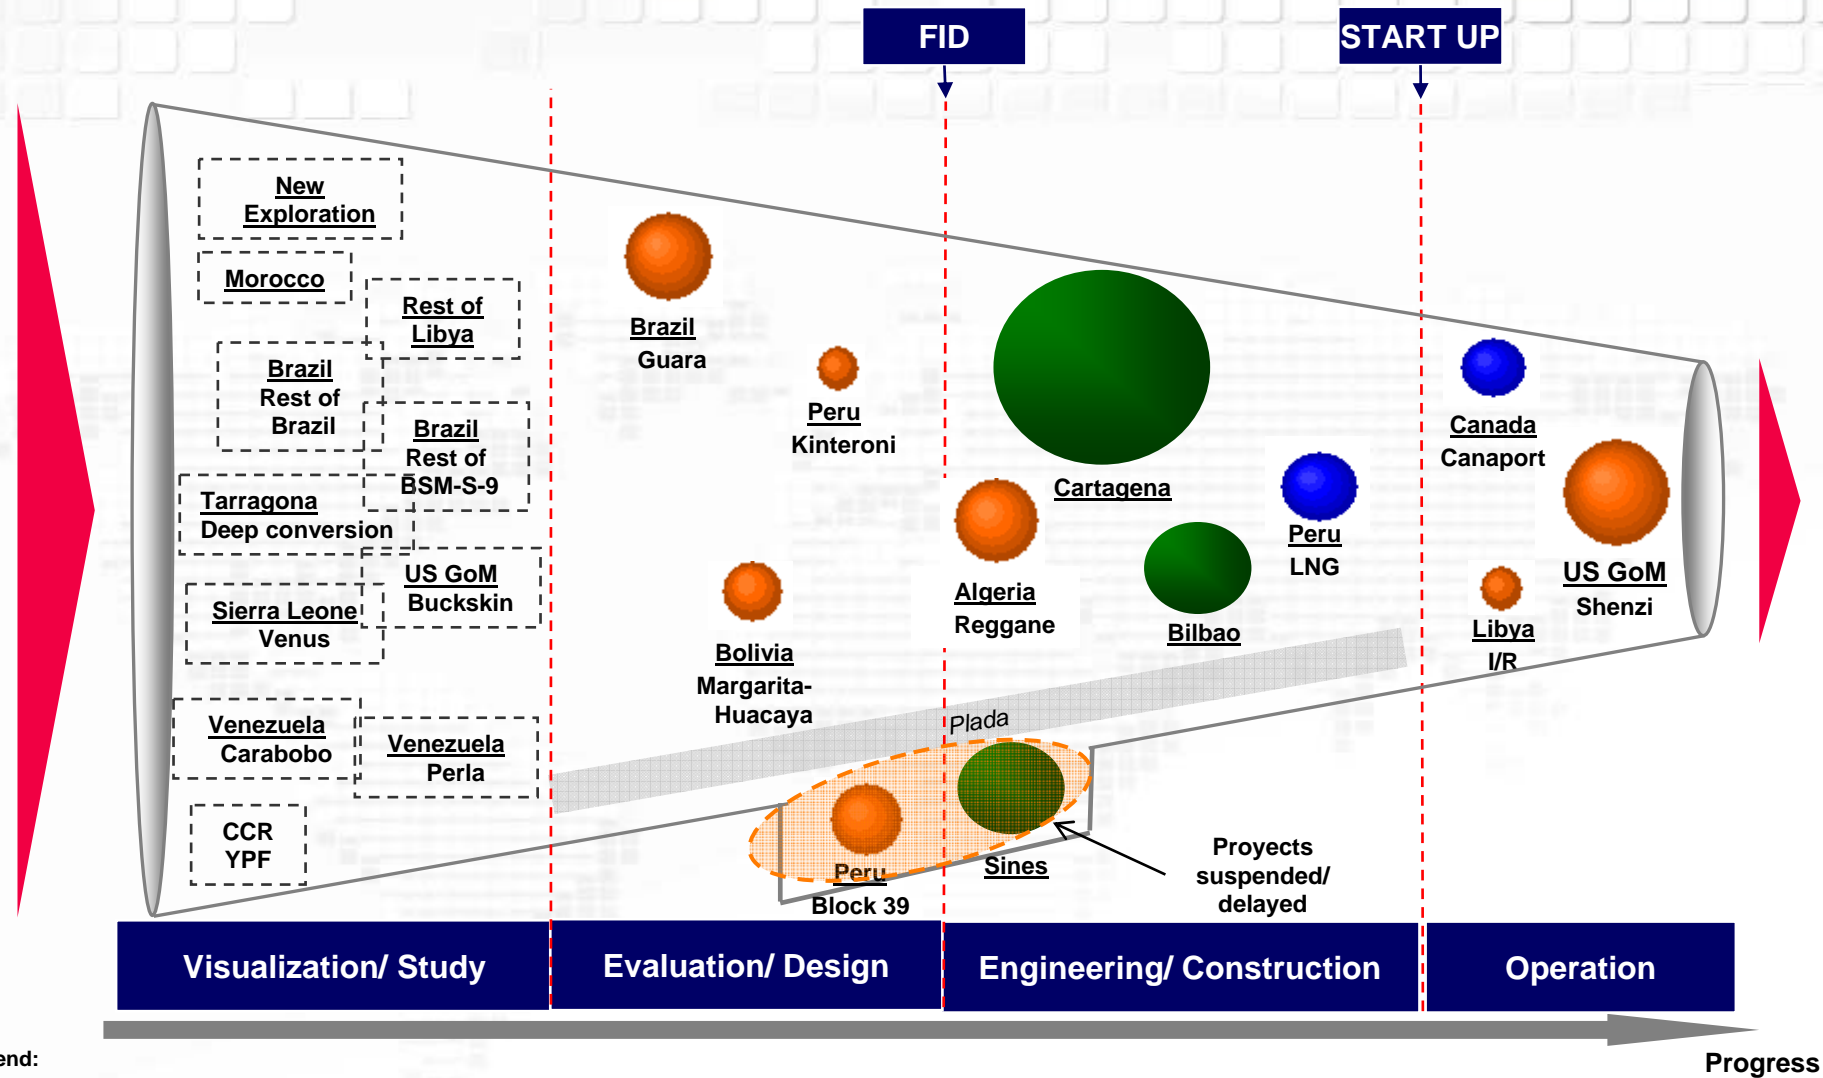 FID
START UP
New
Exploration
Morocco
Rest of
Libya
Brazil
Rest of
Brazil
Brazil
Rest of
BSM-S-9
Tarragona
Deep conversion
US GoM
Buckskin
Sierra Leone
Venus
Venezuela
Carabobo
Venezuela
Perla
CCR
YPF
Brazil
Guara
Peru
Kinteroni
Bolivia
Margarita-
Huacaya
Cartagena
Algeria
Reggane
Bilbao
Peru
LNG
Canada
Canaport
US GoM
Shenzi
Libya
I/R
Plada
Peru
Block 39
Sines
Proyects
suspended/
delayed
Visualization/ Study
Evaluation/ Design
Engineering/ Construction
Operation
end:
Progress